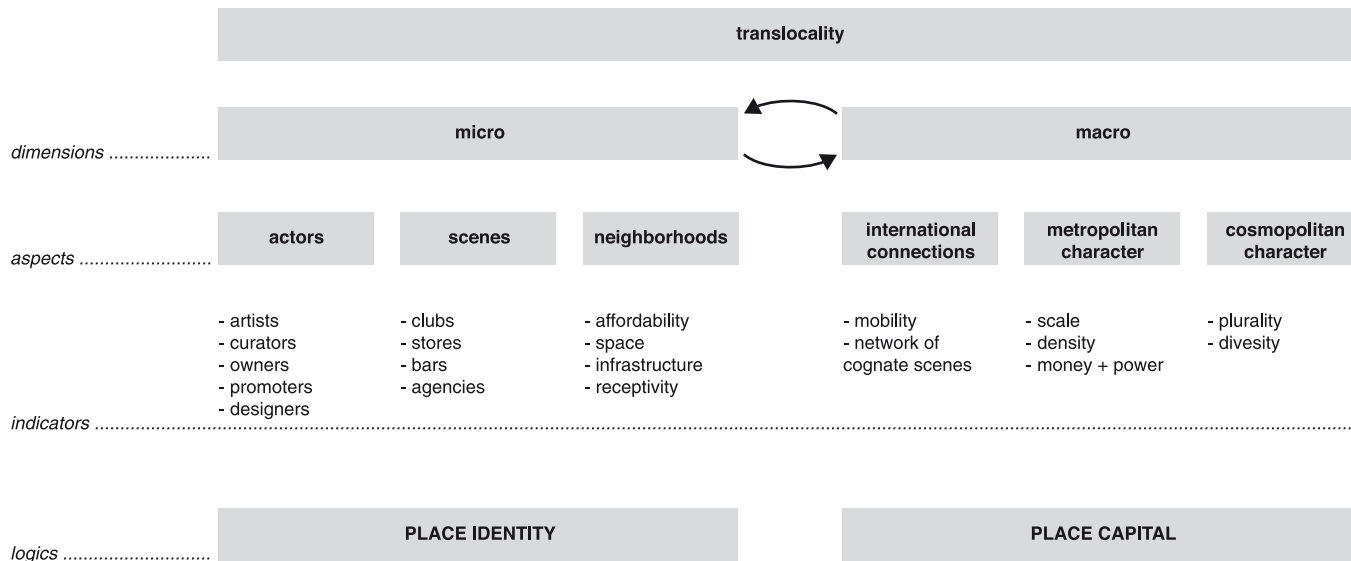 translocality
micro
macro
dimensions .....................
actors
scenes
neighborhoods
international
connections
metropolitan
character
cosmopolitan
character
aspects ..........................
- artists
- curators
- owners
- promoters
- designers
- clubs
- stores
- bars
- agencies
- affordability
- space
- infrastructure
- receptivity
- mobility
- network of
cognate scenes
- scale
- density
- money + power
- plurality
- divesity
indicators ..........................
PLACE IDENTITY
PLACE CAPITAL
logics .............................